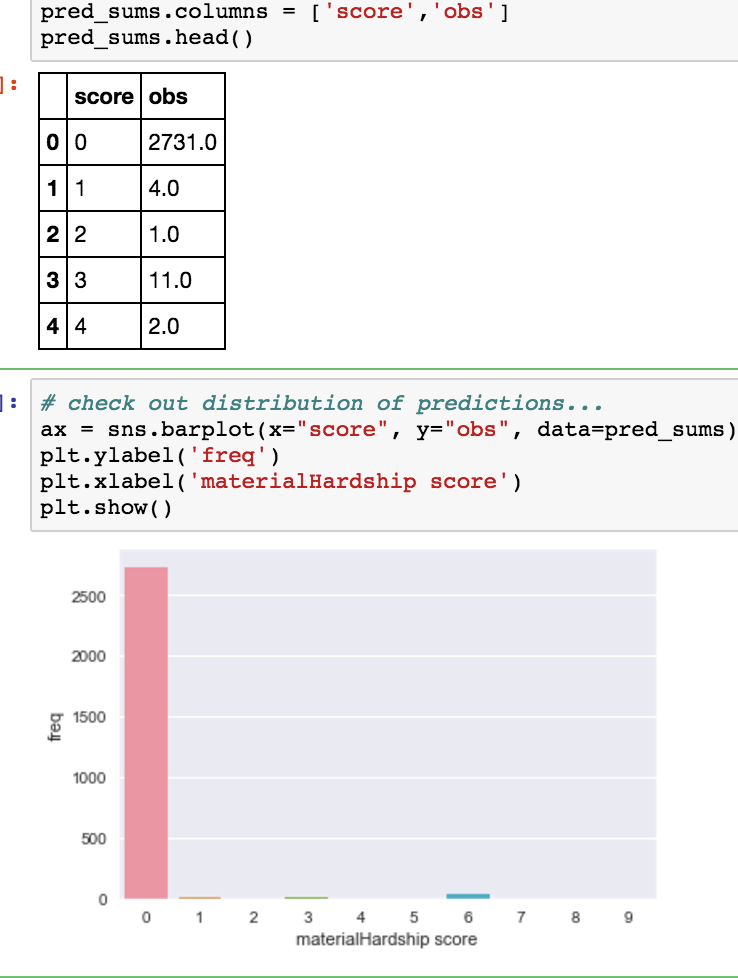 pred_sums.columns = ['score','obs']
pred_sums.head()
]:
score obs
0 0 2731.0
1 1 4.0
2 2 1.0
3 3 11.0
4 4 2.0
]:
# check out distribution of predictions...
ax = sns.barplot(x="score", y="obs", data=pred_sums)
plt.ylabel('freq')
plt.xlabel('materialHardship score')
plt.show()
2500
2000
1500
1000
500
0
freq
0 1 2 3 4 5 6 7 8 9
materialHardship score